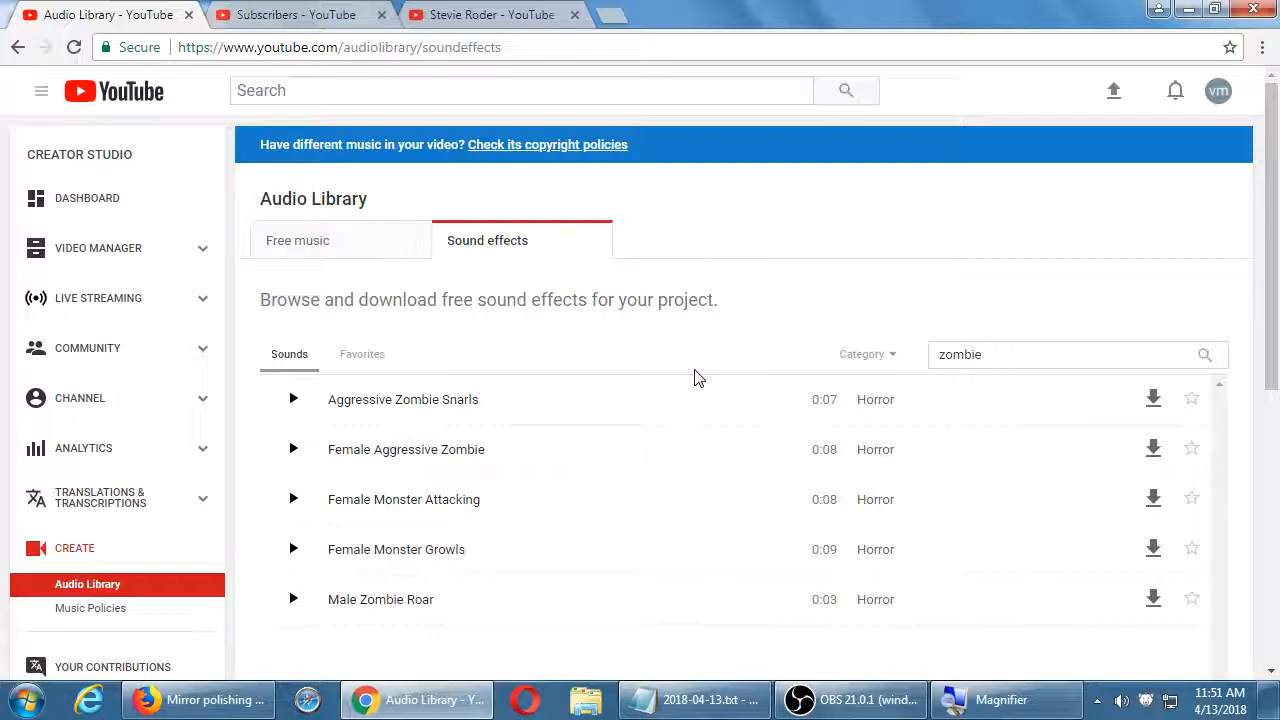 Audio Library - YouTube
Subscribers - YouTube
Stevie Roder - YouTube
Secure
https://www.youtube.com/audiolibrary/soundeffects
YouTube
Search
vm
CREATOR STUDIO
DASHBOARD
VIDEO MANAGER
LIVE STREAMING
COMMUNITY
CHANNEL
ANALYTICS
TRANSLATIONS &
TRANSCRIPTIONS
CREATE
Audio Library
Music Policies
YOUR CONTRIBUTIONS
Have different music in your video? Check its copyright policies
Audio Library
Free music
Sound effects
Browse and download free sound effects for your project.
Sounds
Favorites
Category
zombie
Aggressive Zombie Snarls 0:07 Horror
Female Aggressive Zombie 0:08 Horror
Female Monster Attacking 0:08 Horror
Female Monster Growls 0:09 Horror
Male Zombie Roar 0:03 Horror
Mirror polishing ...
Audio Library - Y...
2018-04-13.txt - ...
OBS 21.0.1 (wind...
Magnifier
11:51 AM
4/13/2018